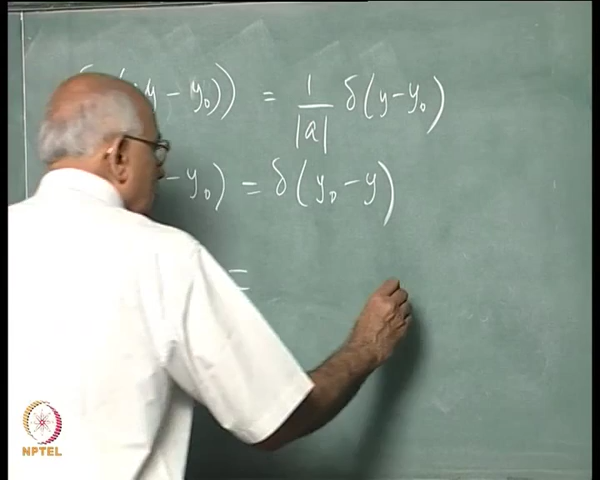 y - y₀)) = 1/|a| δ(y-y₀)
- y₀) = δ(y₀ - y)
=
NPTEL